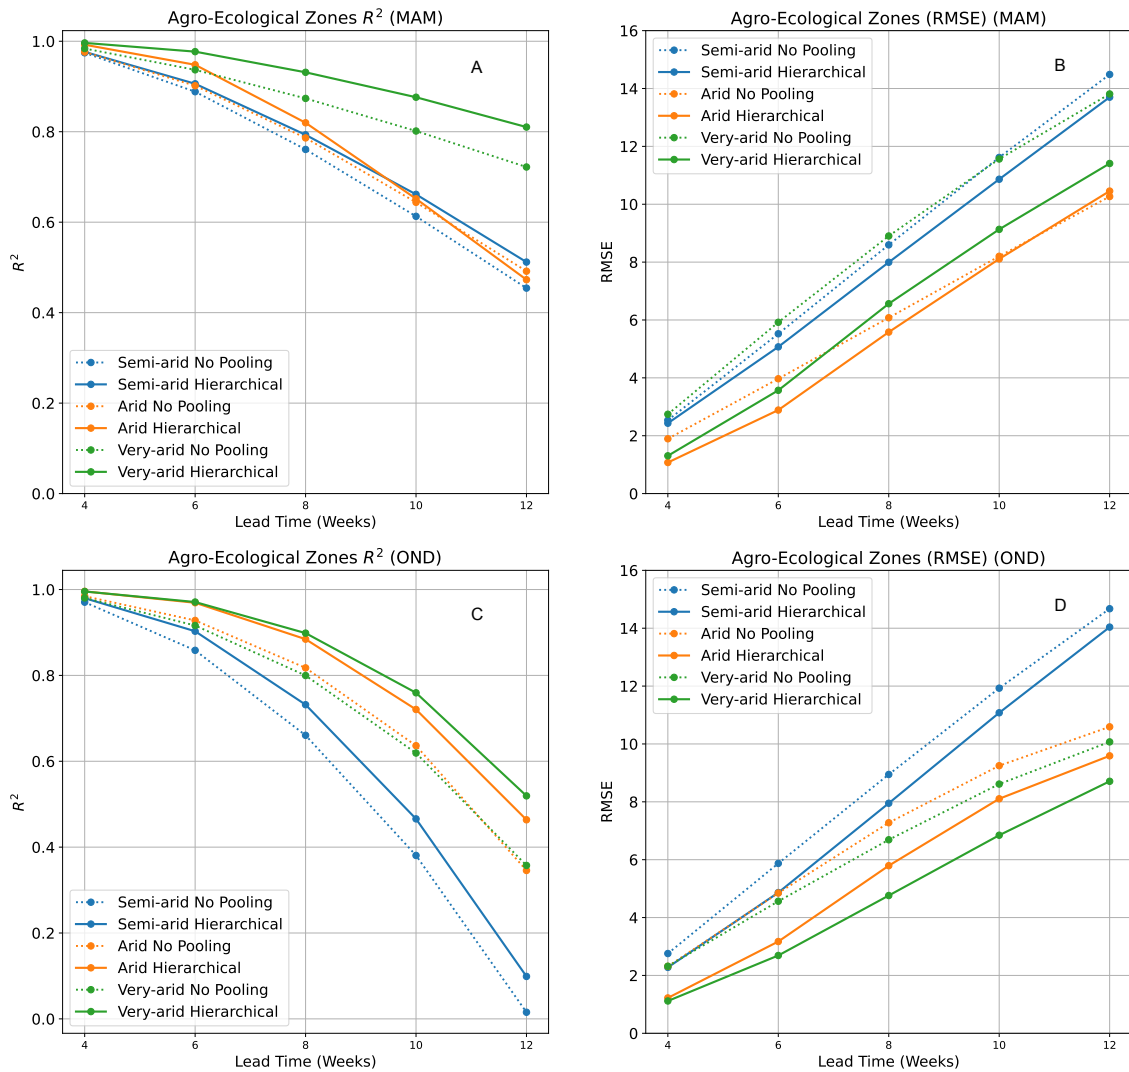 Agro-Ecological Zones R² (MAM)
A
1.0
0.8
0.6
0.4
0.2
0.0
R²
Semi-arid No Pooling
Semi-arid Hierarchical
Arid No Pooling
Arid Hierarchical
Very-arid No Pooling
Very-arid Hierarchical
4 6 8 10 12
Lead Time (Weeks)
Agro-Ecological Zones (RMSE) (MAM)
B
16
14
12
10
8
6
4
2
0
RMSE
Semi-arid No Pooling
Semi-arid Hierarchical
Arid No Pooling
Arid Hierarchical
Very-arid No Pooling
Very-arid Hierarchical
4 6 8 10 12
Lead Time (Weeks)
Agro-Ecological Zones R² (OND)
C
1.0
0.8
0.6
0.4
0.2
0.0
R²
Semi-arid No Pooling
Semi-arid Hierarchical
Arid No Pooling
Arid Hierarchical
Very-arid No Pooling
Very-arid Hierarchical
4 6 8 10 12
Lead Time (Weeks)
Agro-Ecological Zones (RMSE) (OND)
D
16
14
12
10
8
6
4
2
0
RMSE
Semi-arid No Pooling
Semi-arid Hierarchical
Arid No Pooling
Arid Hierarchical
Very-arid No Pooling
Very-arid Hierarchical
4 6 8 10 12
Lead Time (Weeks)